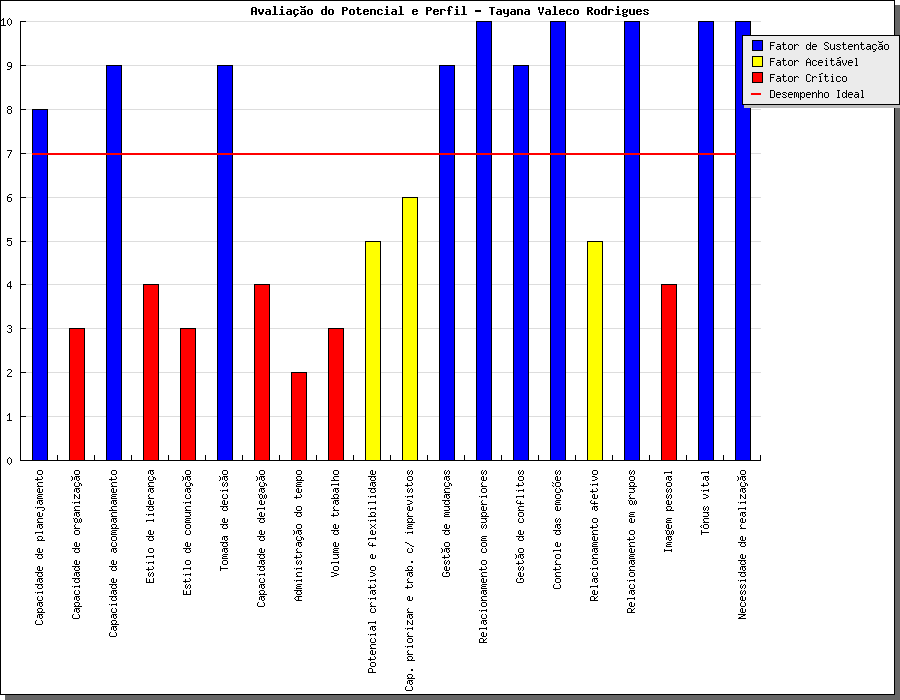 Avaliação do Potencial e Perfil - Tayana Valeco Rodrigues
Fator de Sustentação
Fator Aceitável
Fator Crítico
Desempenho Ideal
10
9
8
7
6
5
4
3
2
1
0
Capacidade de planejamento
Capacidade de organização
Capacidade de acompanhamento
Estilo de liderança
Estilo de comunicação
Tomada de decisão
Capacidade de delegação
Administração do tempo
Volume de trabalho
Potencial criativo e flexibilidade
Cap. priorizar e trab. c/ imprevistos
Gestão de mudanças
Relacionamento com superiores
Gestão de conflitos
Controle das emoções
Relacionamento afetivo
Relacionamento em grupos
Imagem pessoal
Tônus vital
Necessidade de realização